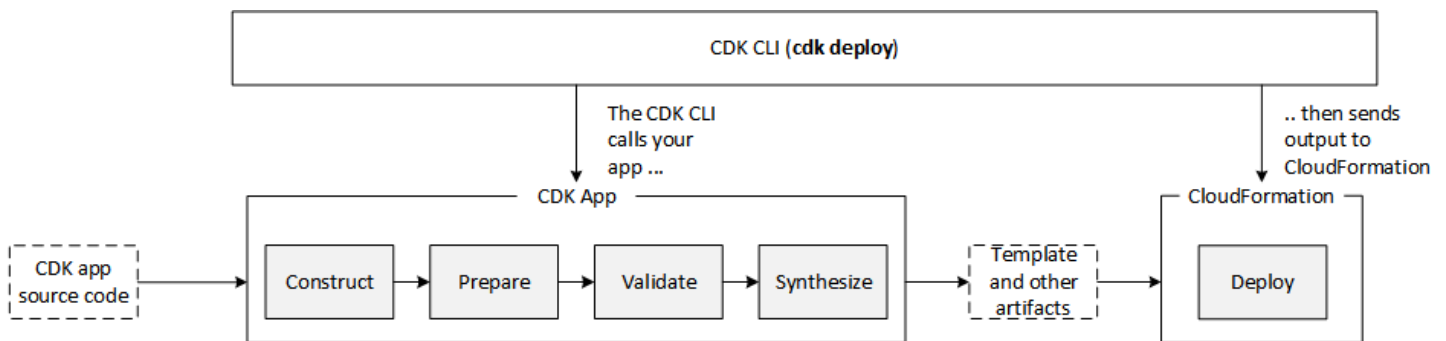 CDK CLI (cdk deploy)
The CDK CLI
calls your
app ...
.. then sends
output to
CloudFormation
CDK App
CloudFormation
CDK app
source code
Construct
Prepare
Validate
Synthesize
Template
and other
artifacts
Deploy